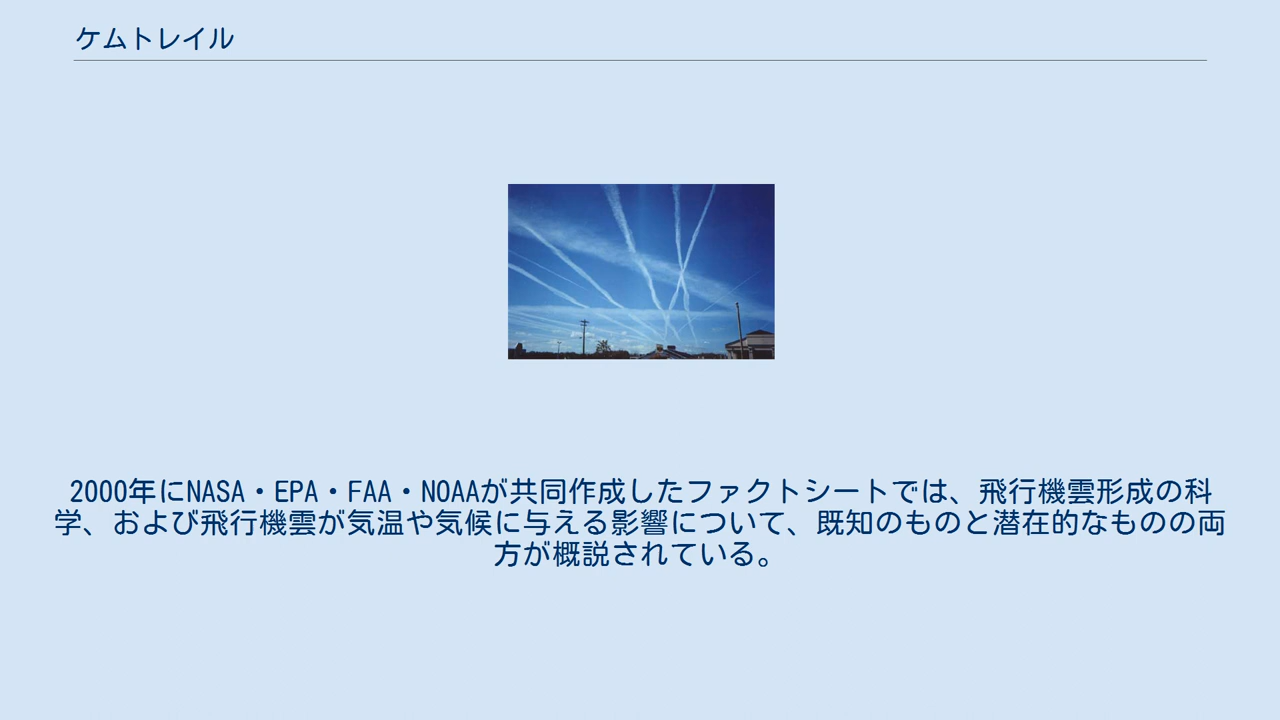 ケムトレイル
2000年にNASA・EPA・FAA・NOAAが共同作成したファクトシートでは、飛行機雲形成の科
学、および飛行機雲が気温や気候に与える影響について、既知のものと潜在的なものの両
方が概説されている。